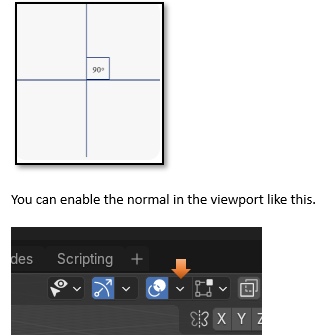 90°
You can enable the normal in the viewport like this.
des Scripting +
X Y Z